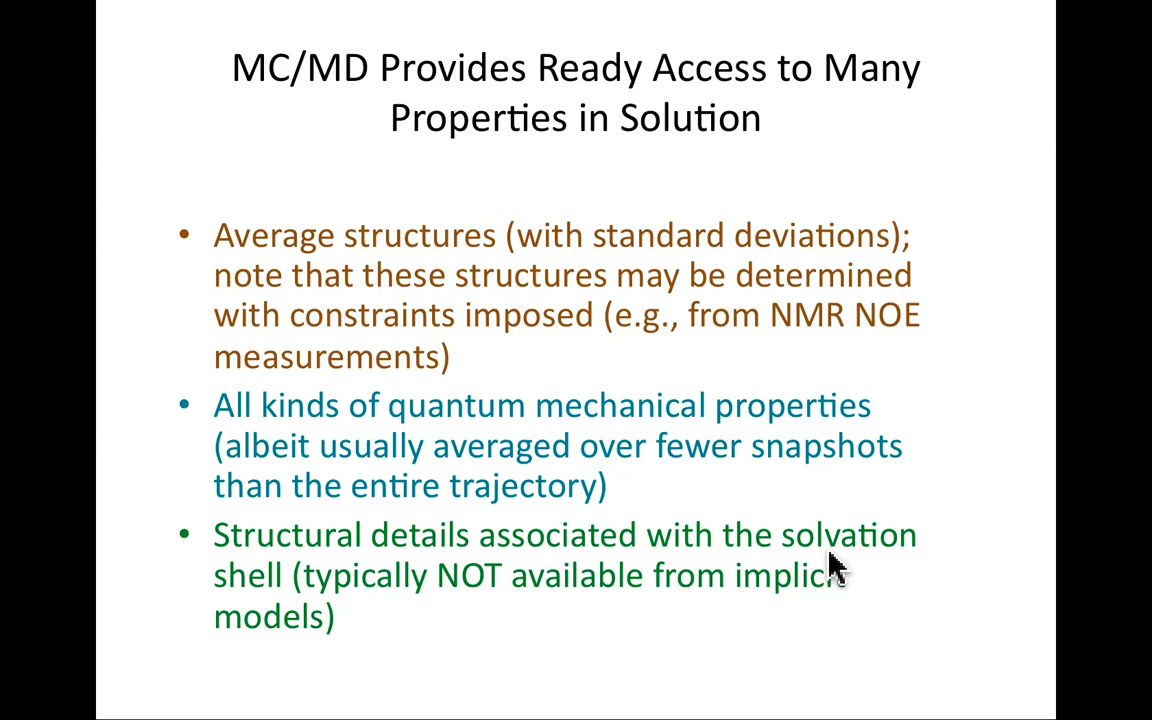 MC/MD Provides Ready Access to Many
Properties in Solution
• Average structures (with standard deviations);
note that these structures may be determined
with constraints imposed (e.g., from NMR NOE
measurements)
• All kinds of quantum mechanical properties
(albeit usually averaged over fewer snapshots
than the entire trajectory)
• Structural details associated with the solvation
shell (typically NOT available from implicit
models)